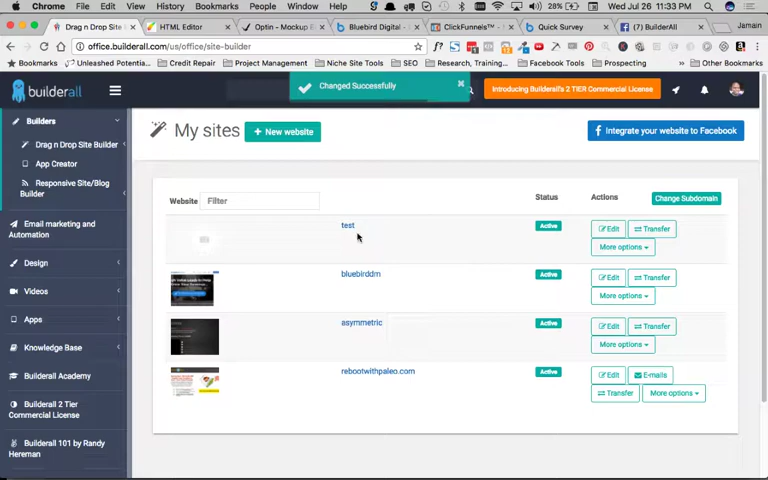 Chrome File Edit View History Bookmarks People Window Help 28% Wed Jul 26 11:33 PM
Drag n Drop Site B HTML Editor Optin - Mockup Bluebird Digital - ClickFunnels™ - Quick Survey (7) BuilderAll Jamain
office.builderall.com/us/office/site-builder
Bookmarks Unleashed Potentia... Credit Repair Project Management Niche Site Tools SEO Research, Training... Facebook Tools Prospecting Other Bookmarks
builderall
Changed Successfully
Introducing Builderall's 2 TIER Commercial License
Builders
Drag n Drop Site Builder
App Creator
Responsive Site/Blog
Builder
Email marketing and
Automation
Design
Videos
Apps
Knowledge Base
Builderall Academy
Builderall 2 Tier
Commercial License
Builderall 101 by Randy
Hereman
My sites + New website
Integrate your website to Facebook
Website Filter Status Actions Change Subdomain
test Active Edit Transfer
More options
bluebirddm Active Edit Transfer
More options
asymmetric Active Edit Transfer
More options
rebootwithpaleo.com Active Edit E-mails
Transfer More options